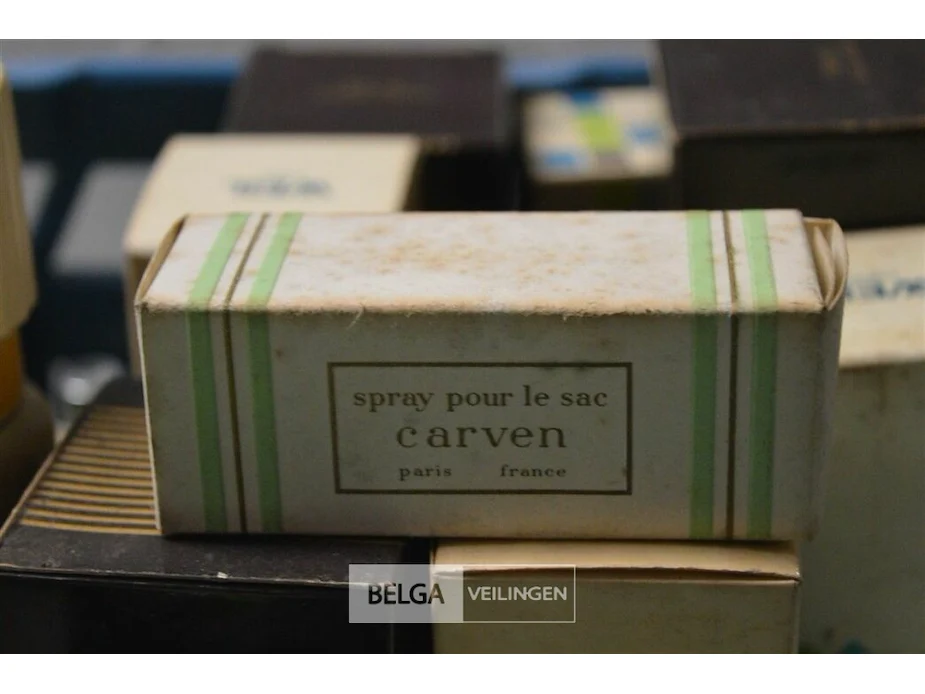 spray pour le sac
carven
paris france
BELGA VEILINGEN